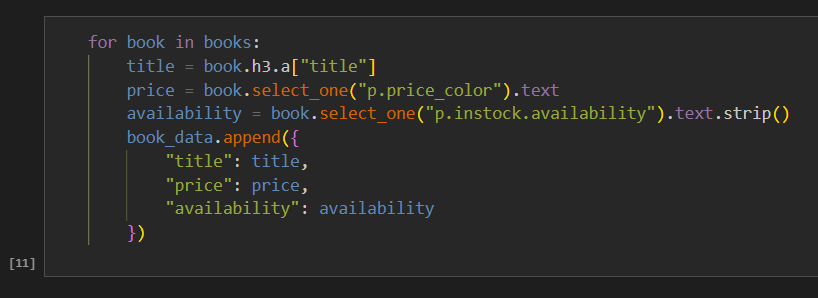 for book in books:
    title = book.h3.a["title"]
    price = book.select_one("p.price_color").text
    availability = book.select_one("p.instock.availability").text.strip()
    book_data.append({
        "title": title,
        "price": price,
        "availability": availability
    })
[11]